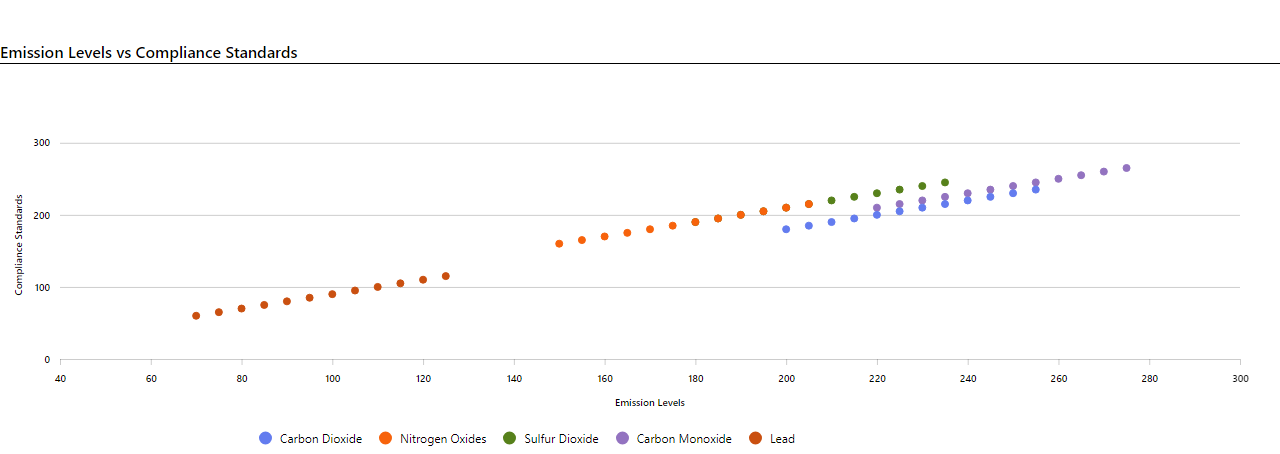 Emission Levels vs Compliance Standards
300
200
100
0
Compliance Standards
40 60 80 100 120 140 160 180 200 220 240 260 280 300
Emission Levels
Carbon Dioxide Nitrogen Oxides Sulfur Dioxide Carbon Monoxide Lead